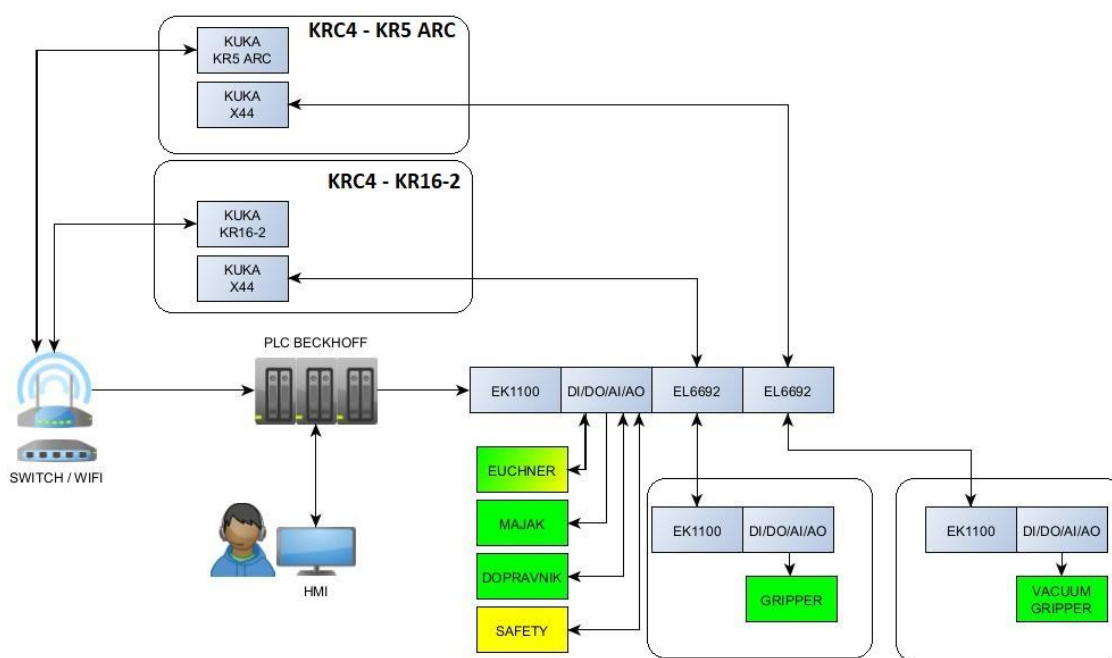 KRC4 - KR5 ARC
KUKA
KR5 ARC
KUKA
X44
KRC4 - KR16-2
KUKA
KR16-2
KUKA
X44
PLC BECKHOFF
SWITCH / WIFI
EK1100
DI/DO/AI/AO
EL6692
EL6692
HMI
EUCHNER
MAJAK
DOPRAVNIK
SAFETY
EK1100
DI/DO/AI/AO
GRIPPER
EK1100
DI/DO/AI/AO
VACUUM
GRIPPER